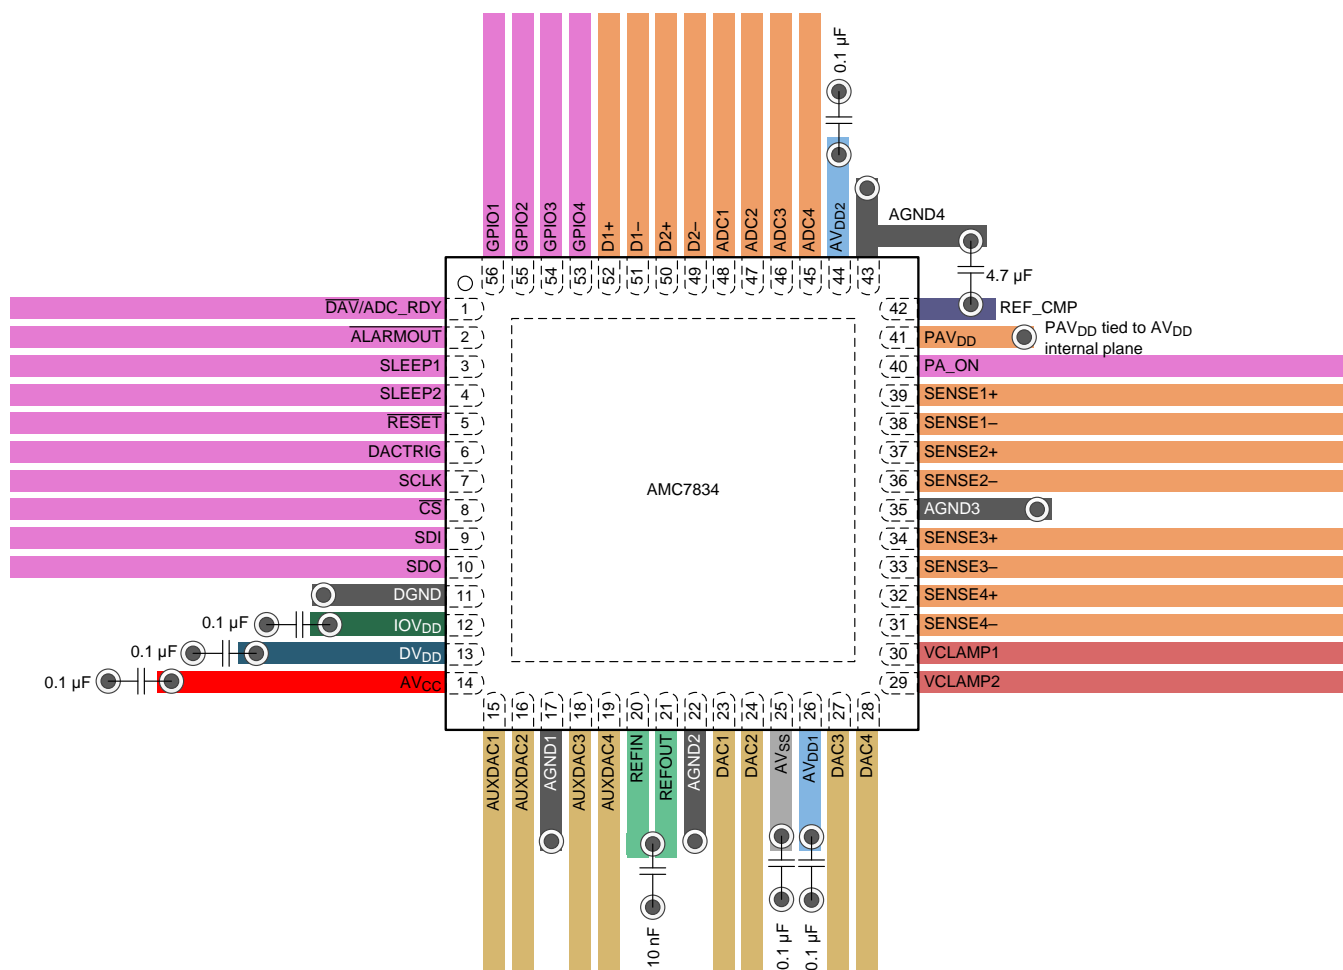 0.1 µF
GPIO1
GPIO2
GPIO3
GPIO4
D1+
D1–
D2+
D2–
ADC1
ADC2
ADC3
ADC4
AVDD2
AGND4
56
55
54
53
52
51
50
49
48
47
46
45
44
43
4.7 µF
DAV/ADC_RDY 1
42 REF_CMP
ALARMOUT 2
41 PAVDD
PAVDD tied to AVDD
internal plane
SLEEP1 3
40 PA_ON
SLEEP2 4
39 SENSE1+
RESET 5
38 SENSE1–
DACTRIG 6
37 SENSE2+
SCLK 7
36 SENSE2–
AMC7834
CS 8
35 AGND3
SDI 9
34 SENSE3+
SDO 10
33 SENSE3–
DGND 11
32 SENSE4+
0.1 µF IOVDD 12
31 SENSE4–
0.1 µF DVDD 13
30 VCLAMP1
0.1 µF AVCC 14
29 VCLAMP2
15
16
17
18
19
20
21
22
23
24
25
26
27
28
AUXDAC1
AUXDAC2
AGND1
AUXDAC3
AUXDAC4
REFIN
REFOUT
AGND2
DAC1
DAC2
AVSS
AVDD1
DAC3
DAC4
10 nF
0.1 µF
0.1 µF